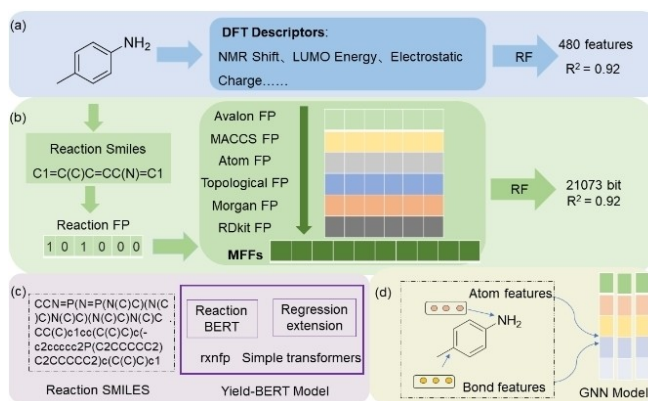 (a)
NH2
DFT Descriptors:
NMR Shift、LUMO Energy、Electrostatic
Charge……
RF
480 features
R² = 0.92
(b)
Reaction Smiles
C1=C(C)C=CC(N)=C1
Reaction FP
1 0 1 0 0 0
Avalon FP
MACCS FP
Atom FP
Topological FP
Morgan FP
RDkit FP
MFFs
RF
21073 bit
R² = 0.92
(c)
CCN=P(N=P(N(C)C)(N(C
)C)N(C)C)(N(C)C)N(C)C
CC(C)c1cc(C(C)C)c(-
c2ccccc2P(C2CCCCC2)
C2CCCCC2)c(C(C)C)c1
Reaction SMILES
Reaction
BERT
Regression
extension
rxnfp
Simple transformers
Yield-BERT Model
(d)
Atom features
NH2
Bond features
GNN Model